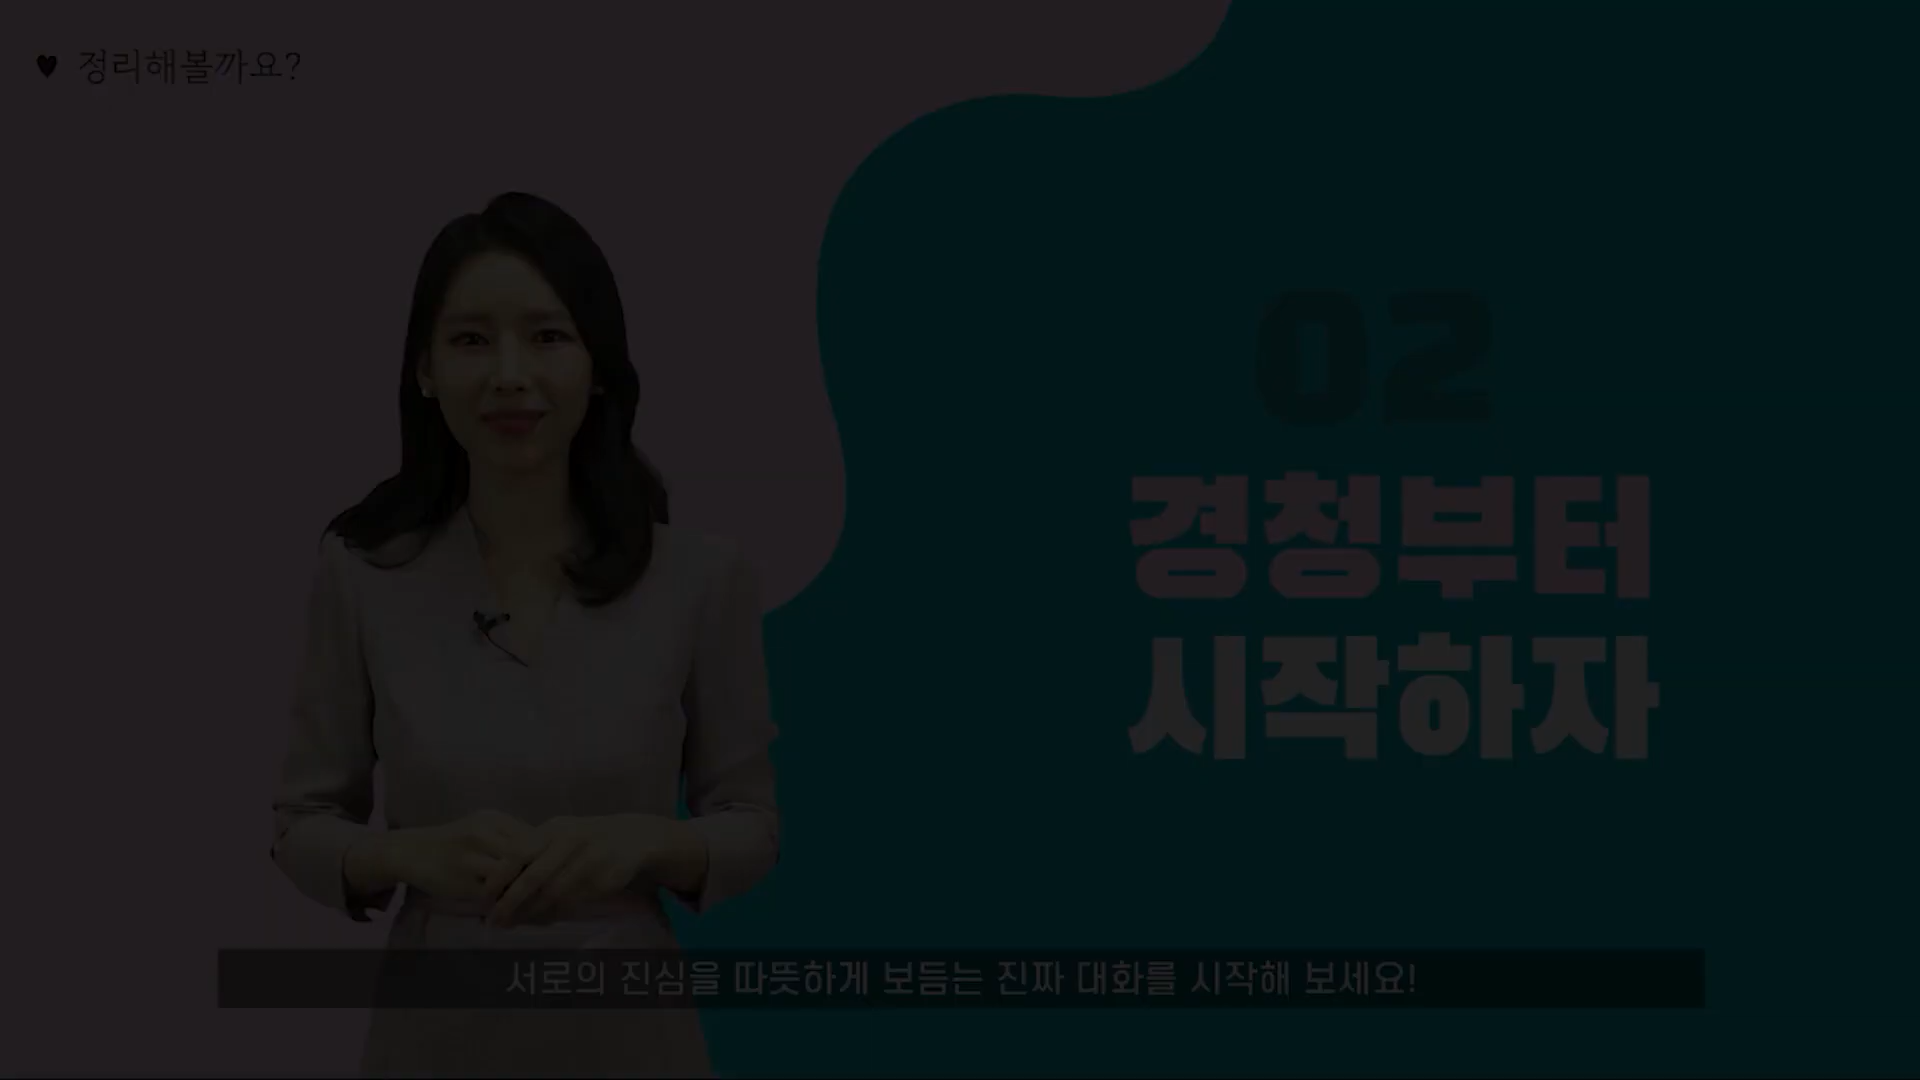 ♥ 정리해볼까요?
02
경청부터
시작하자
서로의 진심을 따뜻하게 보듬는 진짜 대화를 시작해 보세요!